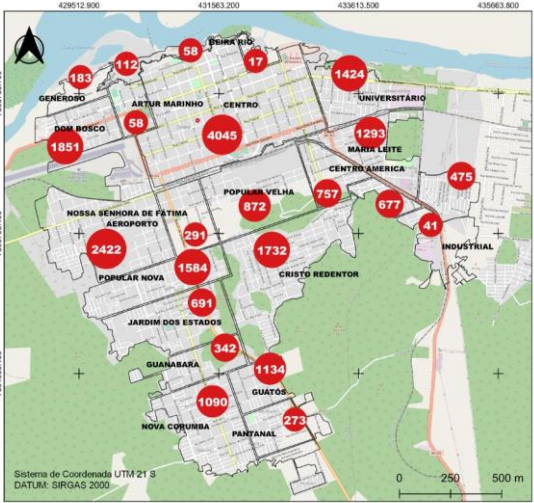 429512.900 431563.200 433613.500 435663.800
BEIRA RIO
58
112
17
183
1424
GENEROSO
ARTUR MARINHO CENTRO
UNIVERSITÁRIO
DOM BOSCO
58
4045
1293
1851
MARIA LEITE
CENTRO AMERICA
475
POPULAR VELHA
757
872
677
NOSSA SENHORA DE FÁTIMA
AEROPORTO
41
291
2422
1732
INDUSTRIAL
1584
POPULAR NOVA
CRISTO REDENTOR
691
JARDIM DOS ESTADOS
342
GUANABARA
1134
GUATÓS
1090
273
NOVA CORUMBA
PANTANAL
Sistema de Coordenada UTM 21 S
DATUM: SIRGAS 2000
0 250 500 m